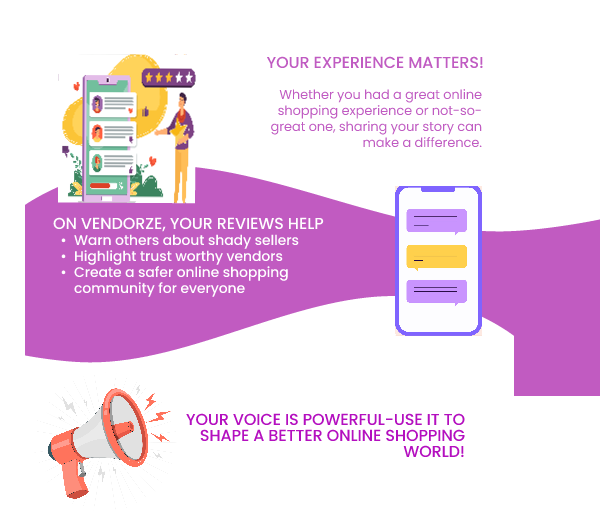 YOUR EXPERIENCE MATTERS!
Whether you had a great online
shopping experience or not-so-
great one, sharing your story can
make a difference.
ON VENDORZE, YOUR REVIEWS HELP
• Warn others about shady sellers
• Highlight trust worthy vendors
• Create a safer online shopping
community for everyone
YOUR VOICE IS POWERFUL-USE IT TO
SHAPE A BETTER ONLINE SHOPPING
WORLD!